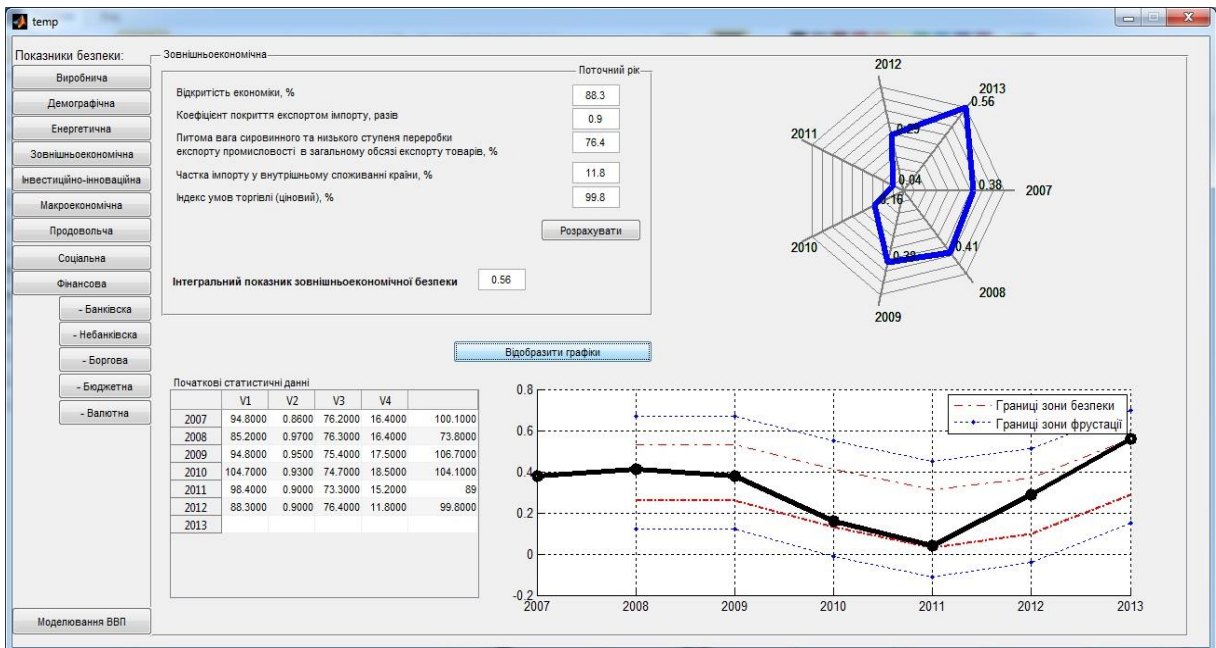 temp
Показники безпеки:
Виробнича
Демографічна
Енергетична
Зовнішньоекономічна
Інвестиційно-інноваційна
Макроекономічна
Продовольча
Соціальна
Фінансова
- Банківска
- Небанківска
- Боргова
- Бюджетна
- Валютна
Моделювання ВВП
Зовнішньоекономічна
Поточний рік
Відкритість економіки, % 88.3
Коефіцієнт покриття експортом імпорту, разів 0.9
Питома вага сировинного та низького ступеня переробки
експорту промисловості в загальному обсязі експорту товарів, % 76.4
Частка імпорту у внутрішньому споживанні країни, % 11.8
Індекс умов торгівлі (ціновий), % 99.8
Розрахувати
Інтегральний показник зовнішньоекономічної безпеки 0.56
Відобразити графіки
2012
2013
0.56
2011
0.29
0.04
0.38
2007
0.16
2010
0.38
0.41
2008
2009
Початкові статистичні данні
V1 V2 V3 V4
2007 94.8000 0.8600 76.2000 16.4000 100.1000
2008 85.2000 0.9700 76.3000 16.4000 73.8000
2009 94.8000 0.9500 75.4000 17.5000 106.7000
2010 104.7000 0.9300 74.7000 18.5000 104.1000
2011 98.4000 0.9000 73.3000 15.2000 89
2012 88.3000 0.9000 76.4000 11.8000 99.8000
2013
0.8
0.6
0.4
0.2
0
-0.2
Границі зони безпеки
Границі зони фрустації
2007 2008 2009 2010 2011 2012 2013